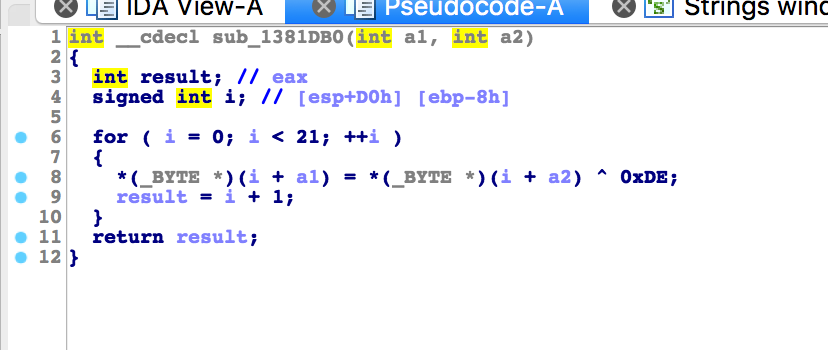 IDA View-A Pseudocode-A Strings wind
1 int __cdecl sub_1381DB0(int a1, int a2)
2 {
3 int result; // eax
4 signed int i; // [esp+D0h] [ebp-8h]
5
6 for ( i = 0; i < 21; ++i )
7 {
8 *(_BYTE *)(i + a1) = *(_BYTE *)(i + a2) ^ 0xDE;
9 result = i + 1;
10 }
11 return result;
12 }